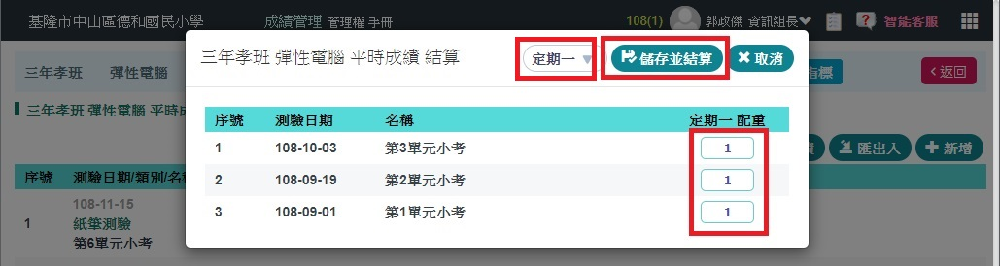 基隆市中山區德和國民小學 成績管理 管理權 手冊 108(1) 郭政傑 資訊組長 智能客服
三年孝班 彈性電腦 平時成績 結算 定期一 儲存並結算 取消
三年孝班 彈性電腦 指標 返回
三年孝班 彈性電腦 平時成
序號 測驗日期 名稱 定期一 配重
1 108-10-03 第3單元小考 1
2 108-09-19 第2單元小考 1
3 108-09-01 第1單元小考 1
匯出入 新增
序號 測驗日期/類別/名稱
108-11-15
1 紙筆測驗
第6單元小考